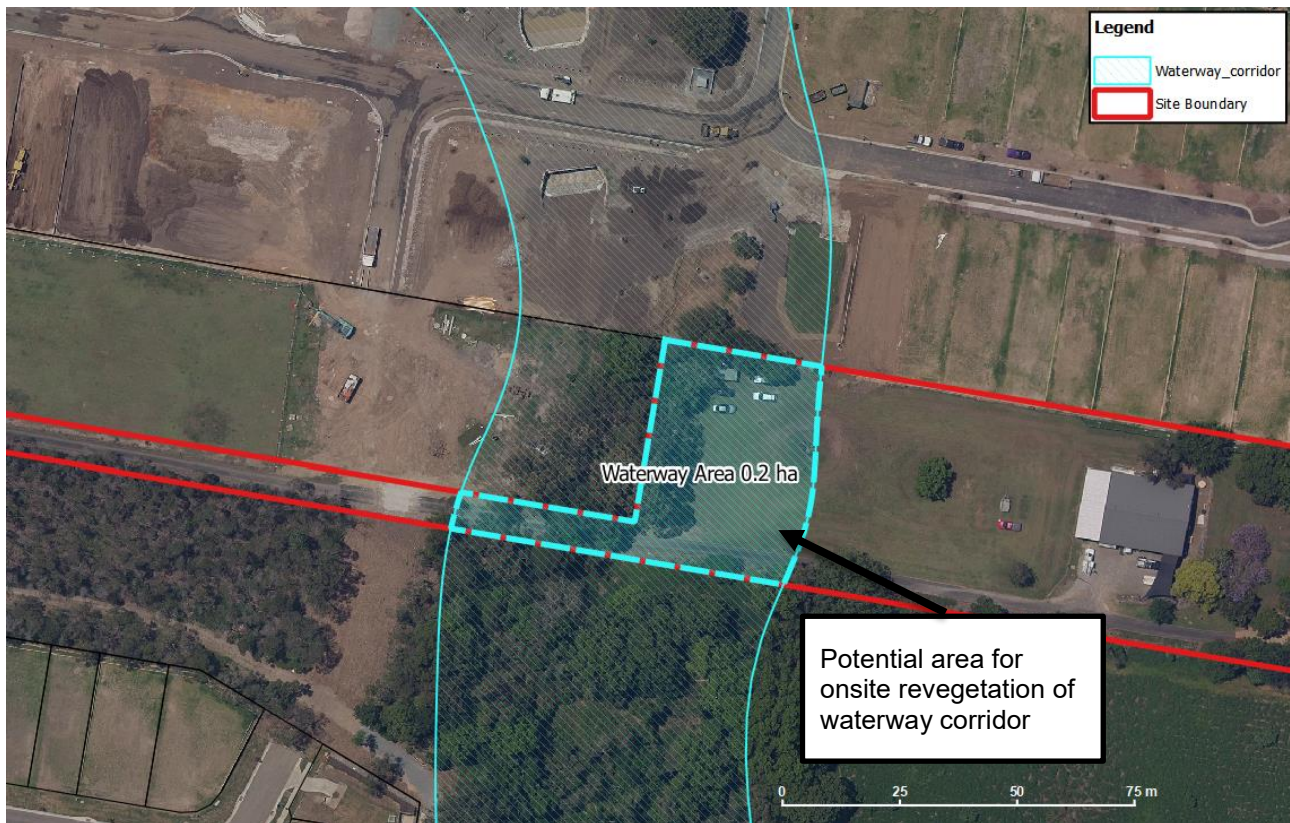 Legend
Waterway_corridor
Site Boundary
Waterway Area 0.2 ha
Potential area for
onsite revegetation of
waterway corridor
0 25 50 75 m